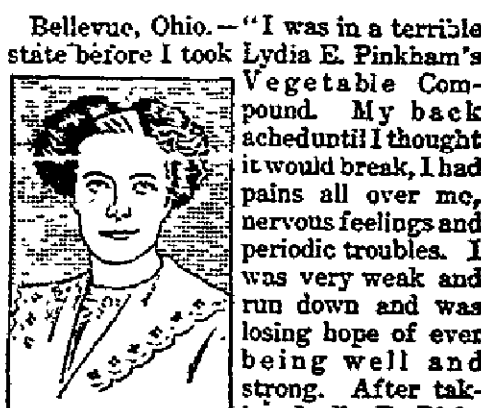 Bellevue, Ohio.—"I was in a terrible
state before I took Lydia E. Pinkham's
Vegetable Com-
pound. My back
ached until I thought
it would break, I had
pains all over me,
nervous feelings and
periodic troubles. I
was very weak and
run down and was
losing hope of ever
being well and
strong. After tak-